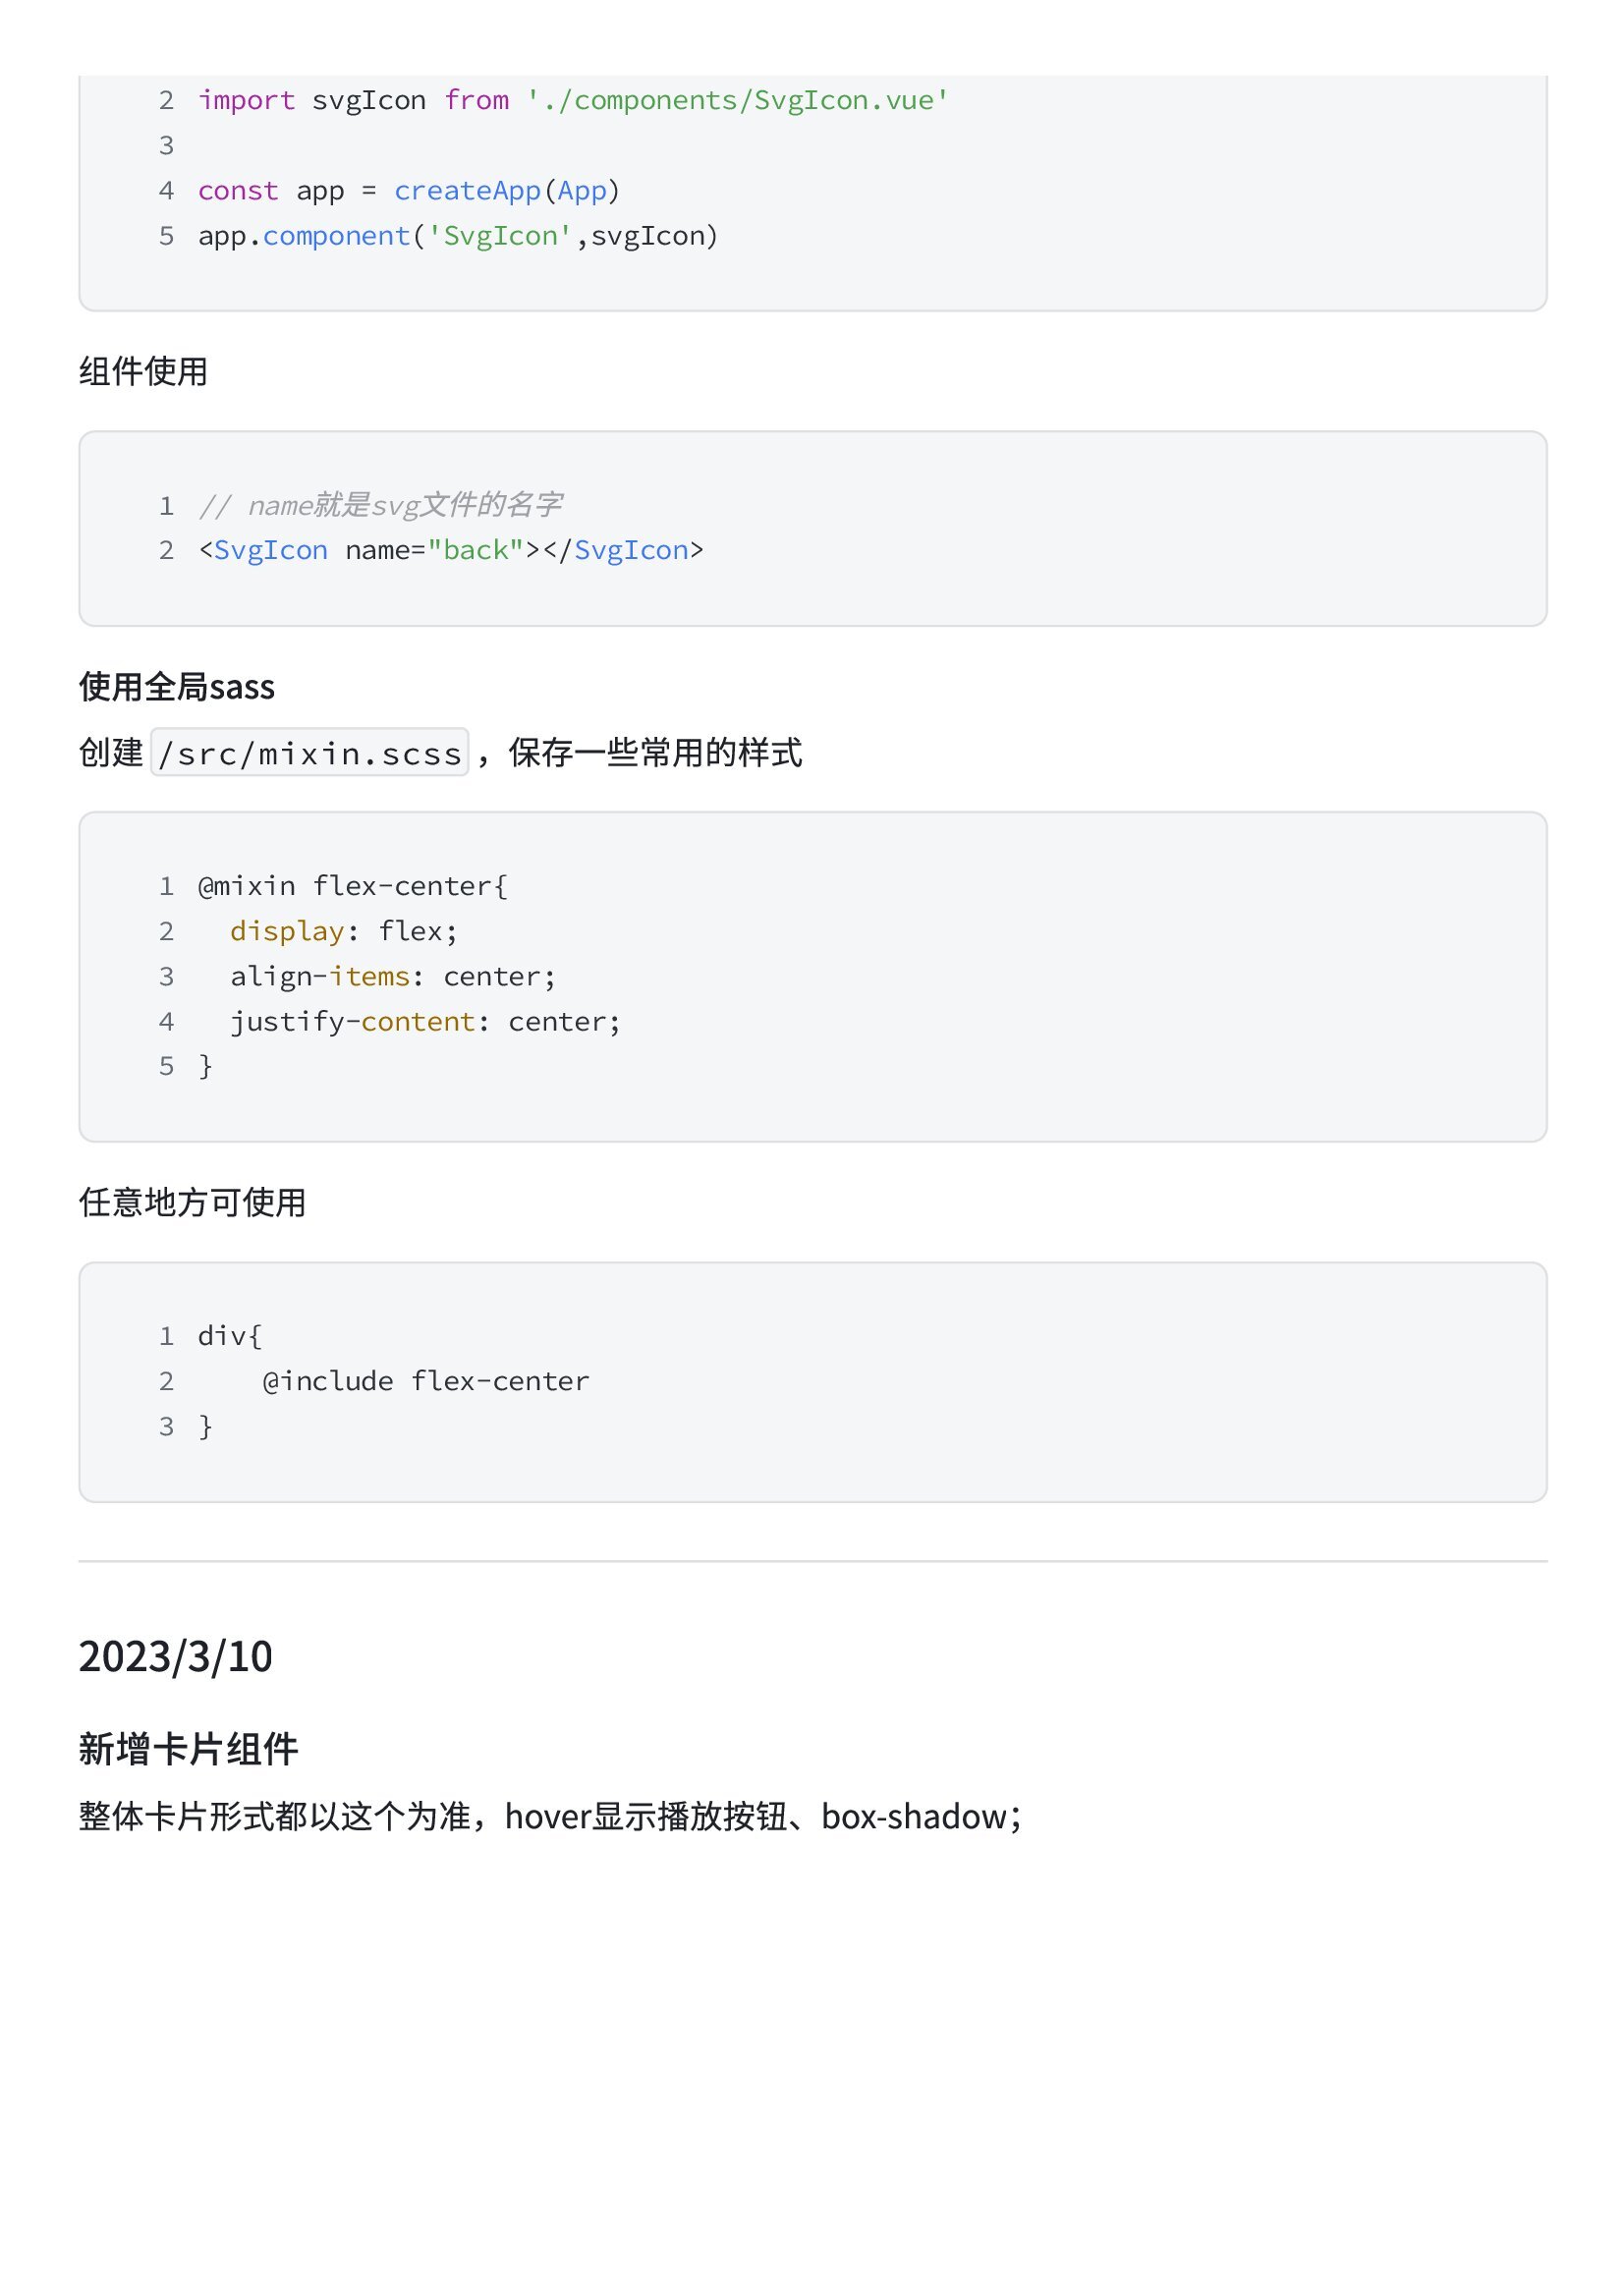 2 import svgIcon from './components/SvgIcon.vue'
3
4 const app = createApp(App)
5 app.component('SvgIcon',svgIcon)
组件使用
1 // name就是svg文件的名字
2 <SvgIcon name="back"></SvgIcon>
使用全局sass
创建 /src/mixin.scss ，保存一些常用的样式
1 @mixin flex-center{
2   display: flex;
3   align-items: center;
4   justify-content: center;
5 }
任意地方可使用
1 div{
2     @include flex-center
3 }
2023/3/10
新增卡片组件
整体卡片形式都以这个为准，hover显示播放按钮、box-shadow；